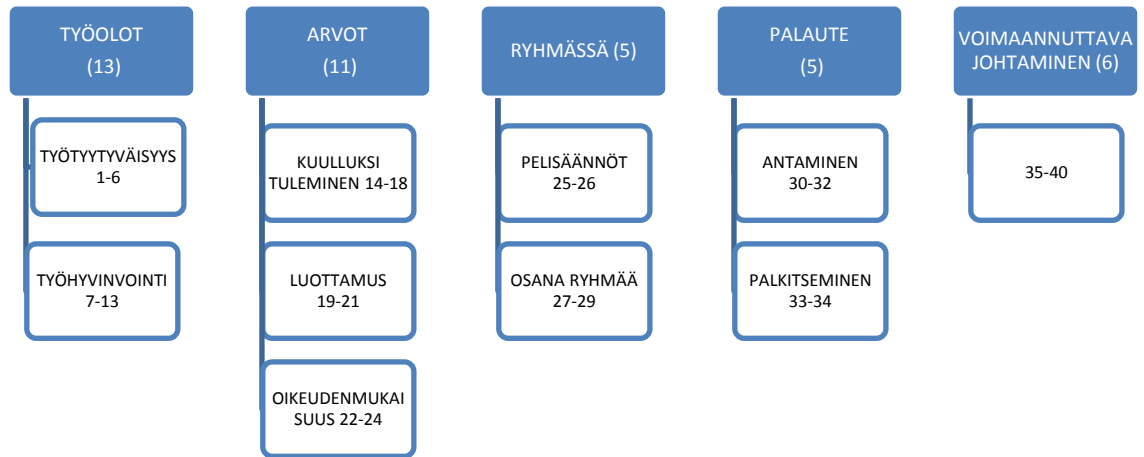 TYÖOLOT
(13)
TYÖTYYTYVÄISYYS
1-6
TYÖHYVINVOINTI
7-13
ARVOT
(11)
KUULLUKSI
TULEMINEN 14-18
LUOTTAMUS
19-21
OIKEUDENMUKAI
SUUS 22-24
RYHMÄSSÄ (5)
PELISÄÄNNÖT
25-26
OSANA RYHMÄÄ
27-29
PALAUTE
(5)
ANTAMINEN
30-32
PALKITSEMINEN
33-34
VOIMAANNUTTAVA
JOHTAMINEN (6)
35-40